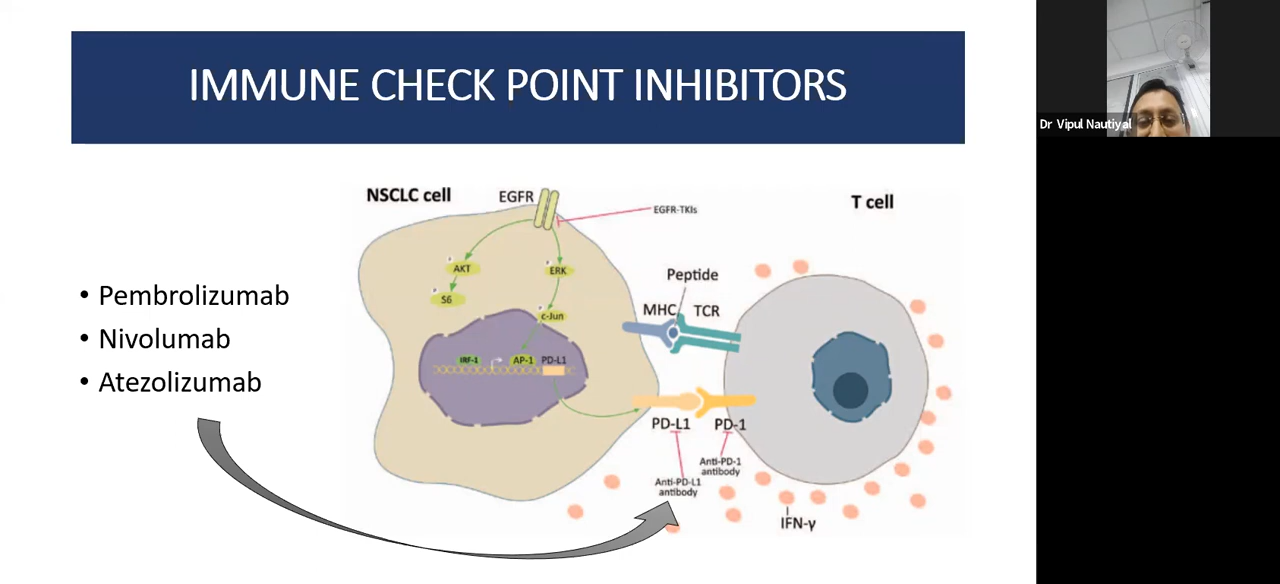 IMMUNE CHECK POINT INHIBITORS
Dr Vipul Nautiyal
• Pembrolizumab
• Nivolumab
• Atezolizumab
NSCLC cell
EGFR
EGFR-TKIs
T cell
P
AKT
P
ERK
P
S6
P
c-Jun
IRF-1
AP-1
PD-L1
Peptide
MHC
TCR
PD-L1
PD-1
Anti-PD-1
antibody
Anti-PD-L1
antibody
IFN-γ